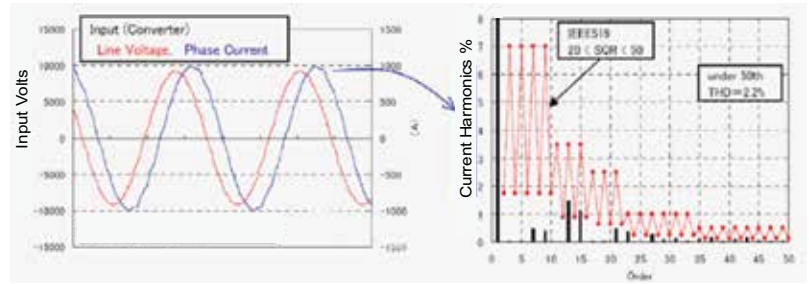 Input (Converter)
Line Voltage, Phase Current
Input Volts
15000
10000
5000
0
-5000
-10000
-15000
1500
1000
500
0
-500
-1000
-1500
(A)
Current Harmonics %
8
7
6
5
4
3
2
1
0
IEEE519
20 < SCR < 50
under 50th
THD=2.2%
0 5 10 15 20 25 30 35 40 45 50
Order